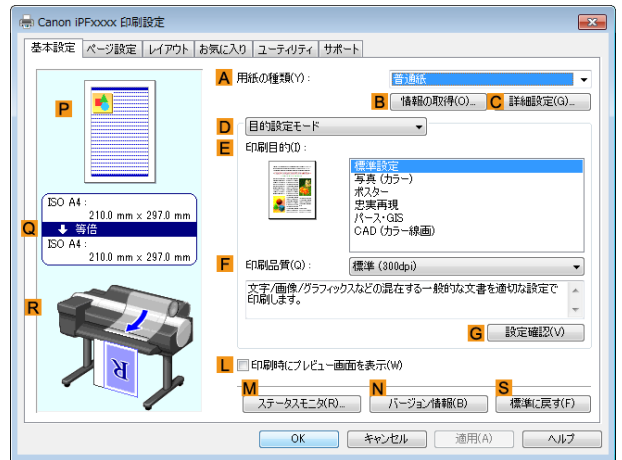 Canon iPFxxxx 印刷設定
基本設定 ページ設定 レイアウト お気に入り ユーティリティ サポート
P
ISO A4 :
210.0 mm × 297.0 mm
Q 等倍
ISO A4 :
210.0 mm × 297.0 mm
R
R
A 用紙の種類(Y) : 普通紙
B 情報の取得(O)... C 詳細設定(G)...
D 目的設定モード
E 印刷目的(I) :
標準設定
写真 (カラー)
ポスター
忠実再現
パース・GIS
CAD (カラー線画)
F 印刷品質(Q) : 標準 (300dpi)
文字/画像/グラフィックスなどの混在する一般的な文書を適切な設定で
印刷します。
G 設定確認(V)
L 印刷時にプレビュー画面を表示(W)
M N S
ステータスモニタ(R)... バージョン情報(B) 標準に戻す(F)
OK キャンセル 適用(A) ヘルプ